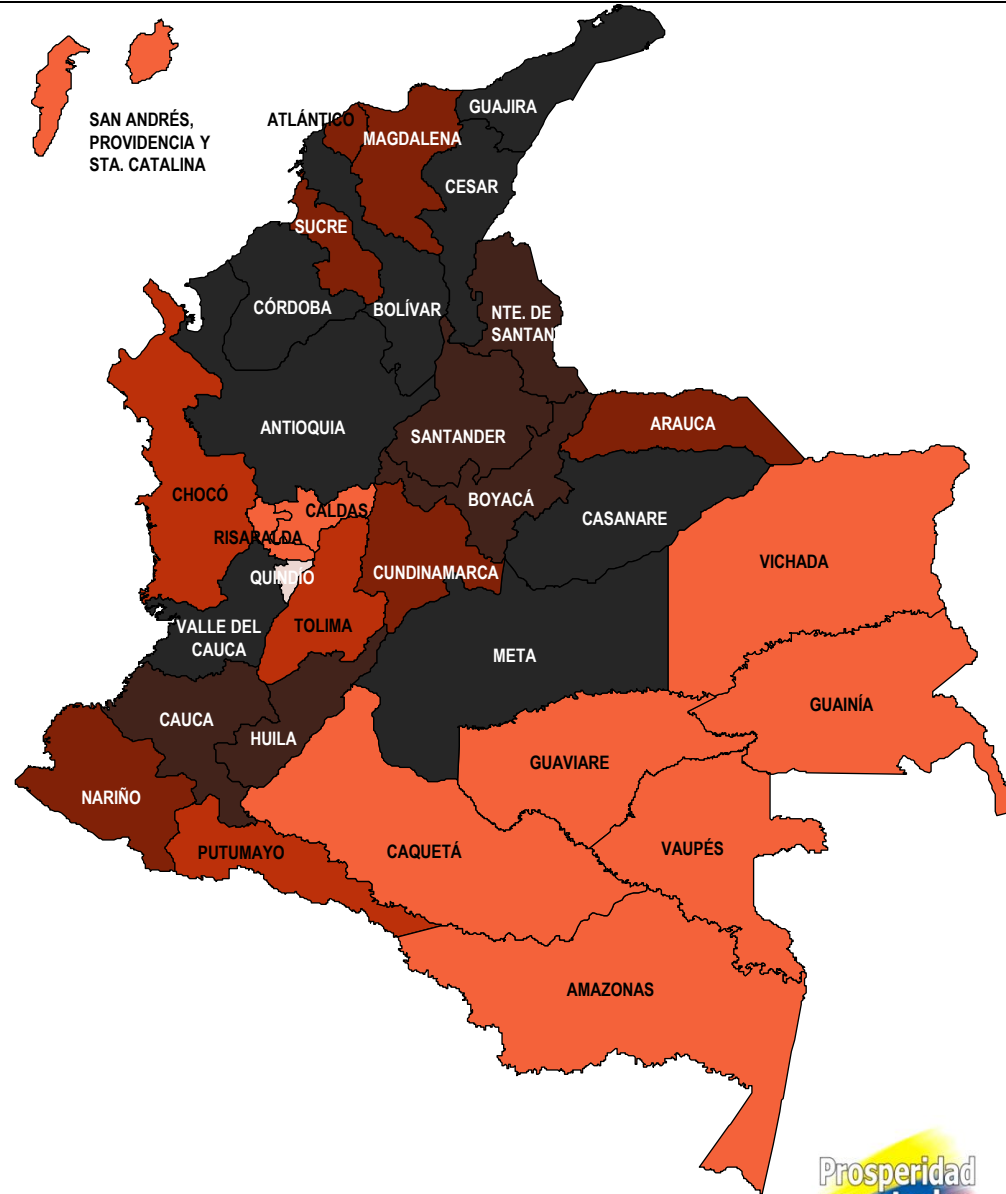 SAN ANDRÉS,
PROVIDENCIA Y
STA. CATALINA
ATLÁNTICO
GUAJIRA
MAGDALENA
CESAR
SUCRE
CÓRDOBA
BOLÍVAR
NTE. DE
SANTAN
ANTIOQUIA
SANTANDER
ARAUCA
CHOCÓ
BOYACÁ
CALDAS
CASANARE
RISARALDA
VICHADA
QUINDÍO
CUNDINAMARCA
VALLE DEL
CAUCA
TOLIMA
META
GUAINÍA
CAUCA
HUILA
GUAVIARE
NARIÑO
PUTUMAYO
CAQUETÁ
VAUPÉS
AMAZONAS
Prosperidad